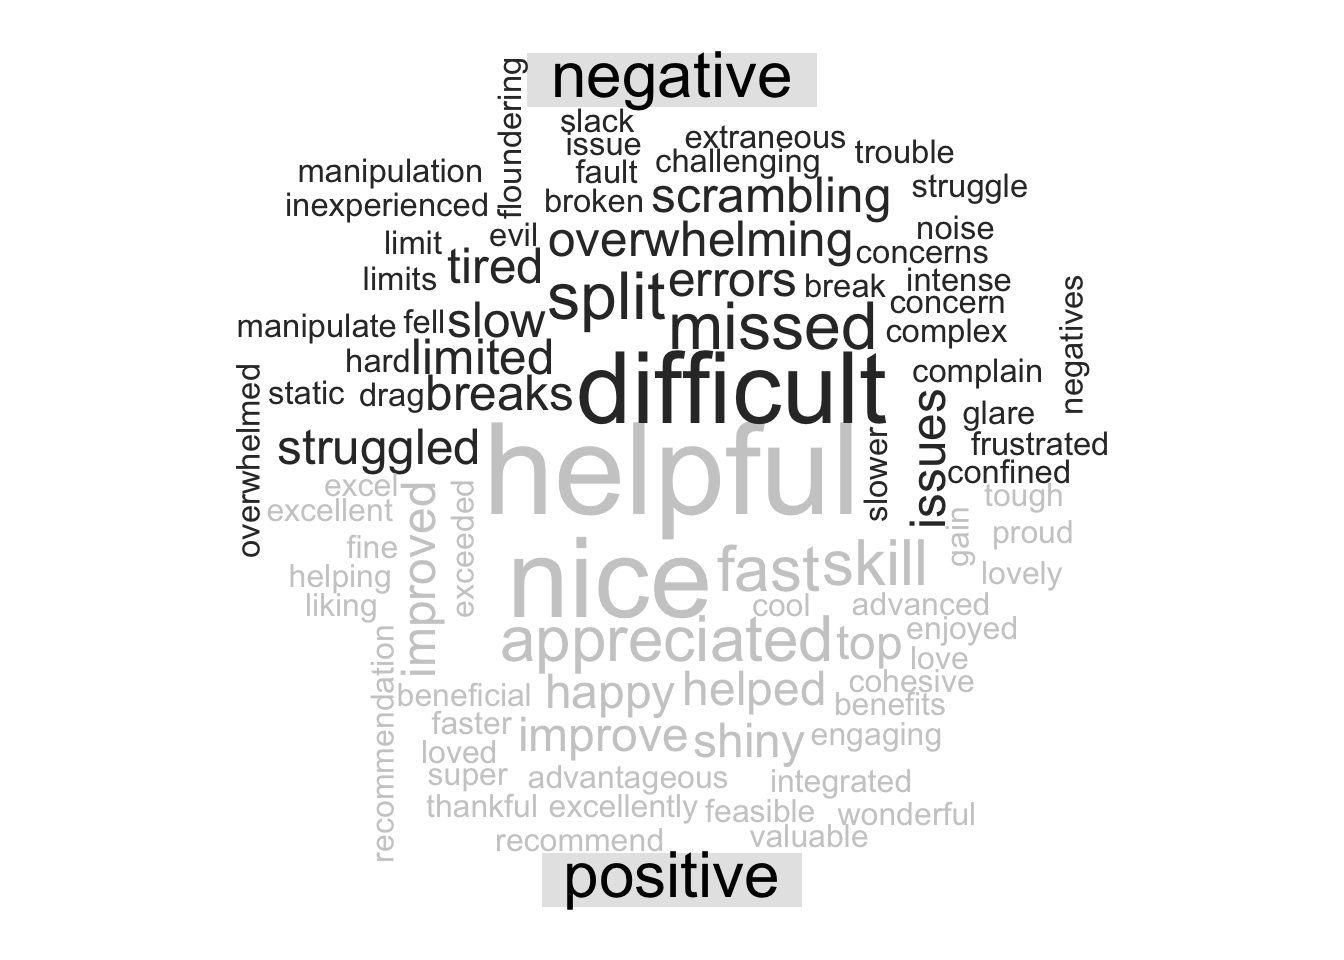 negative
floundering
slack
issue
extraneous
trouble
manipulation
fault
challenging
struggle
inexperienced
broken
scrambling
limit
evil
overwhelming
noise
concerns
limits
tired
split
errors
break
intense
concern
negatives
manipulate
fell
slow
missed
complex
hard
limited
difficult
complain
overwhelmed
static
drag
breaks
issues
glare
struggled
helpful
slower
frustrated
confined
excel
improved
exceeded
tough
excellent
gain
proud
fine
nice
fast
skill
lovely
helping
liking
cool
advanced
appreciated
top
enjoyed
love
recommendation
beneficial
happy
helped
cohesive
benefits
faster
improve
shiny
engaging
loved
super
advantageous
integrated
thankful
excellently
feasible
wonderful
recommend
valuable
positive